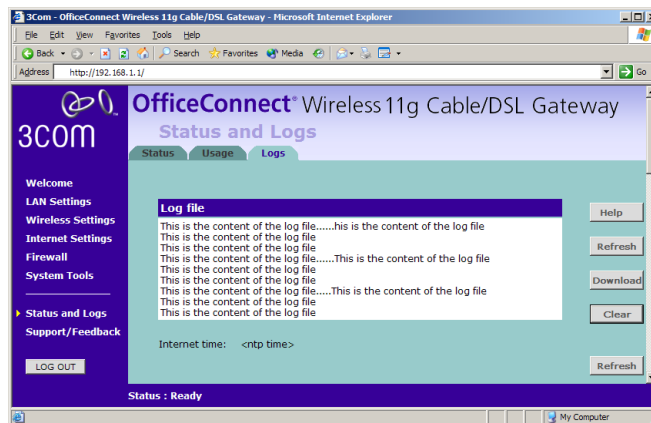 3Com - OfficeConnect Wireless 11g Cable/DSL Gateway - Microsoft Internet Explorer
File Edit View Favorites Tools Help
Back Search Favorites Media
Address http://192.168.1.1/ Go
3COM
OfficeConnect® Wireless 11g Cable/DSL Gateway
Status and Logs
Status Usage Logs
Welcome
LAN Settings
Wireless Settings
Internet Settings
Firewall
System Tools
Status and Logs
Support/Feedback
LOG OUT
Log file
This is the content of the log file......his is the content of the log file
This is the content of the log file
This is the content of the log file
This is the content of the log file......This is the content of the log file
This is the content of the log file
This is the content of the log file
This is the content of the log file.....This is the content of the log file
This is the content of the log file
This is the content of the log file
Internet time: <ntp time>
Help
Refresh
Download
Clear
Refresh
Status : Ready
My Computer